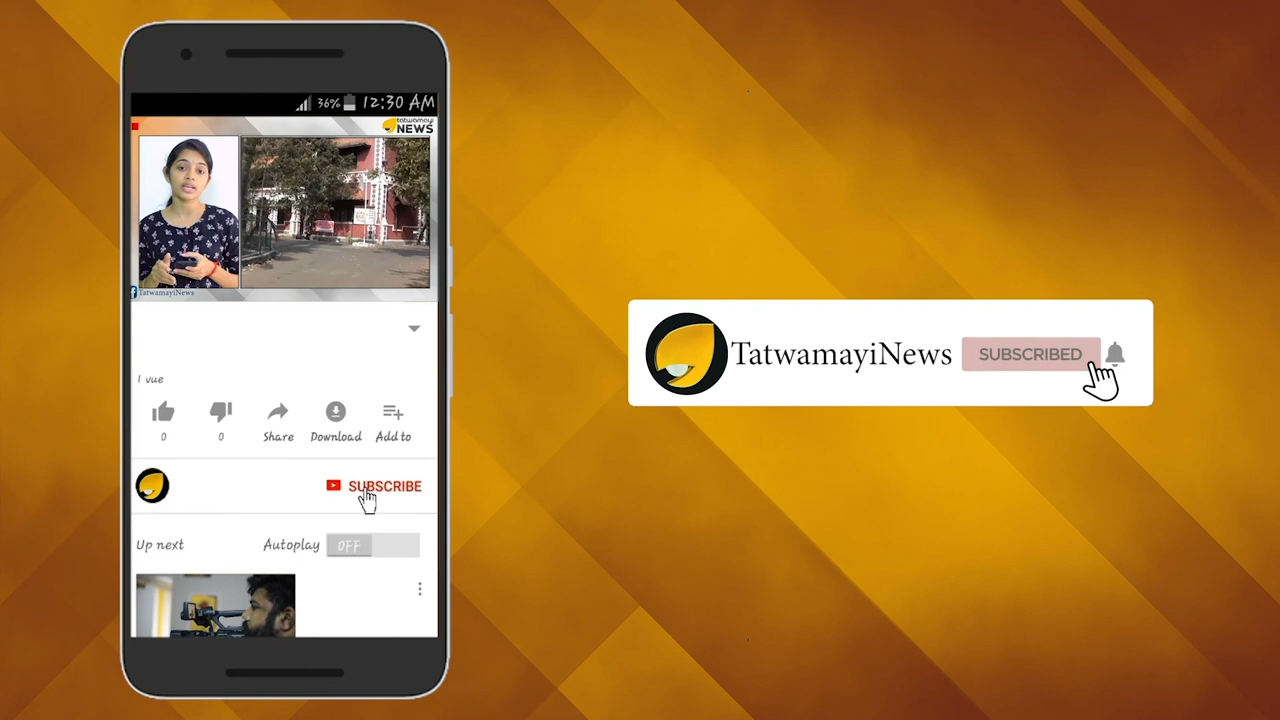 36% 12:30 AM
tatwamayi
NEWS
TatwamayiNews
1 vue
0
0
Share
Download
Add to
SUBSCRIBE
Up next
Autoplay
OFF
TatwamayiNews
SUBSCRIBED